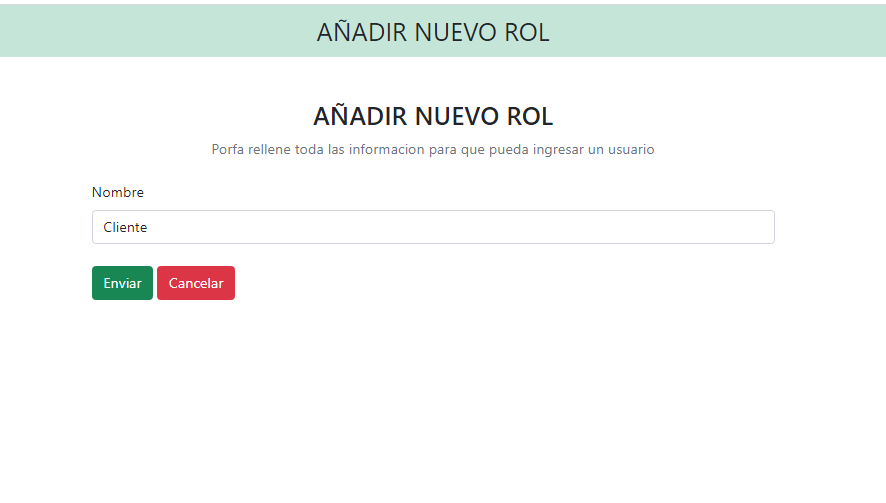 AÑADIR NUEVO ROL
AÑADIR NUEVO ROL
Porfa rellene toda las informacion para que pueda ingresar un usuario
Nombre
Cliente
Enviar Cancelar